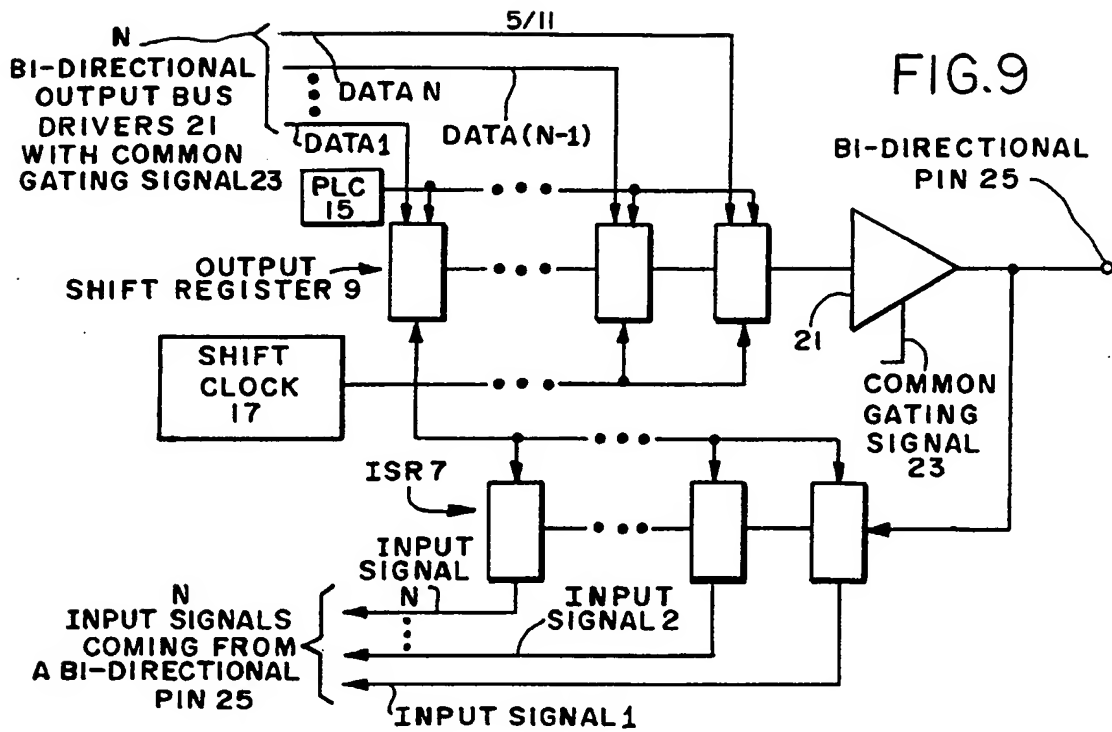 N
BI-DIRECTIONAL
OUTPUT BUS
DRIVERS 21
WITH COMMON
GATING SIGNAL 23
5/11
DATA N
DATA (N-1)
DATA 1
FIG. 9
BI-DIRECTIONAL
PIN 25
PLC
15
OUTPUT
SHIFT REGISTER 9
21
SHIFT
CLOCK
17
COMMON
GATING
SIGNAL
23
ISR 7
INPUT
SIGNAL
N
INPUT
SIGNAL 2
N
INPUT SIGNALS
COMING FROM
A BI-DIRECTIONAL
PIN 25
INPUT SIGNAL 1